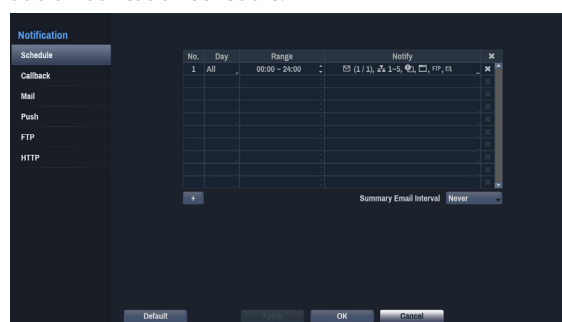 Notification
Schedule
Callback
Mail
Push
FTP
HTTP
No. Day Range Notify
1 All 00:00 ~ 24:00 (1 / 1), 1~5, FTP,
+ Summary Email Interval Never
Default Apply OK Cancel